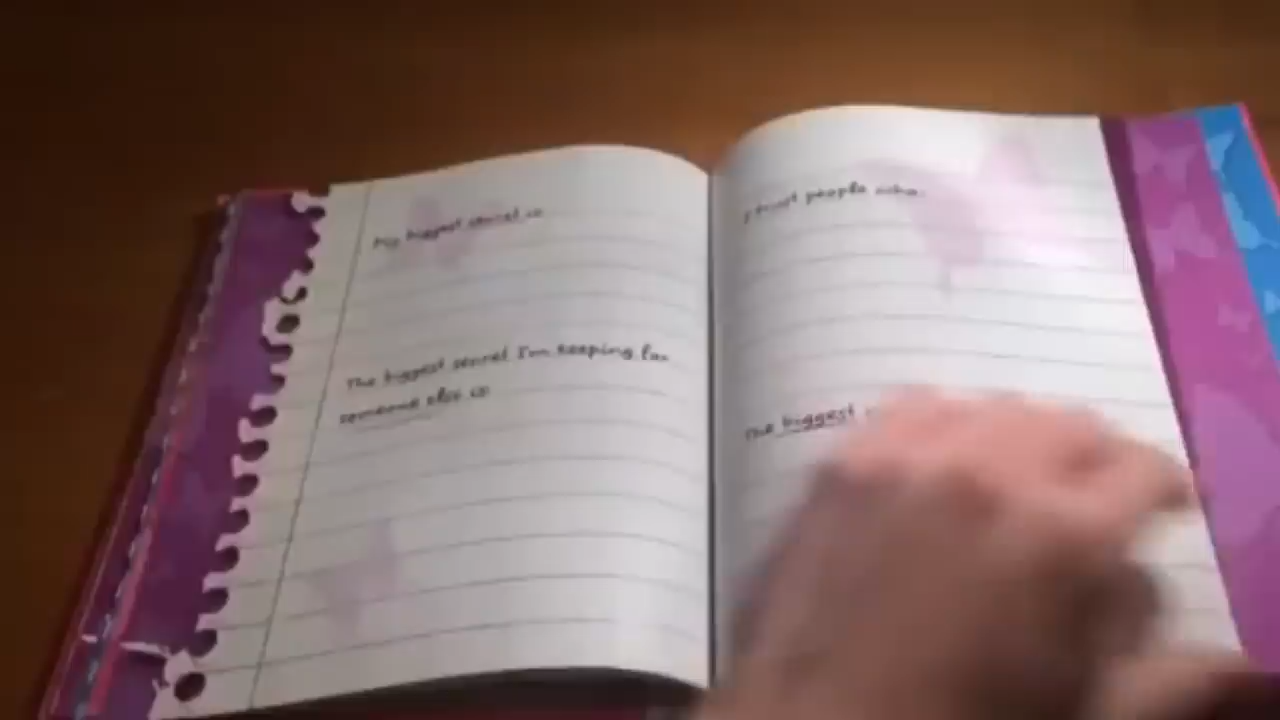 My biggest secret is
The biggest secret I'm keeping for
someone else is
I trust people who
The biggest